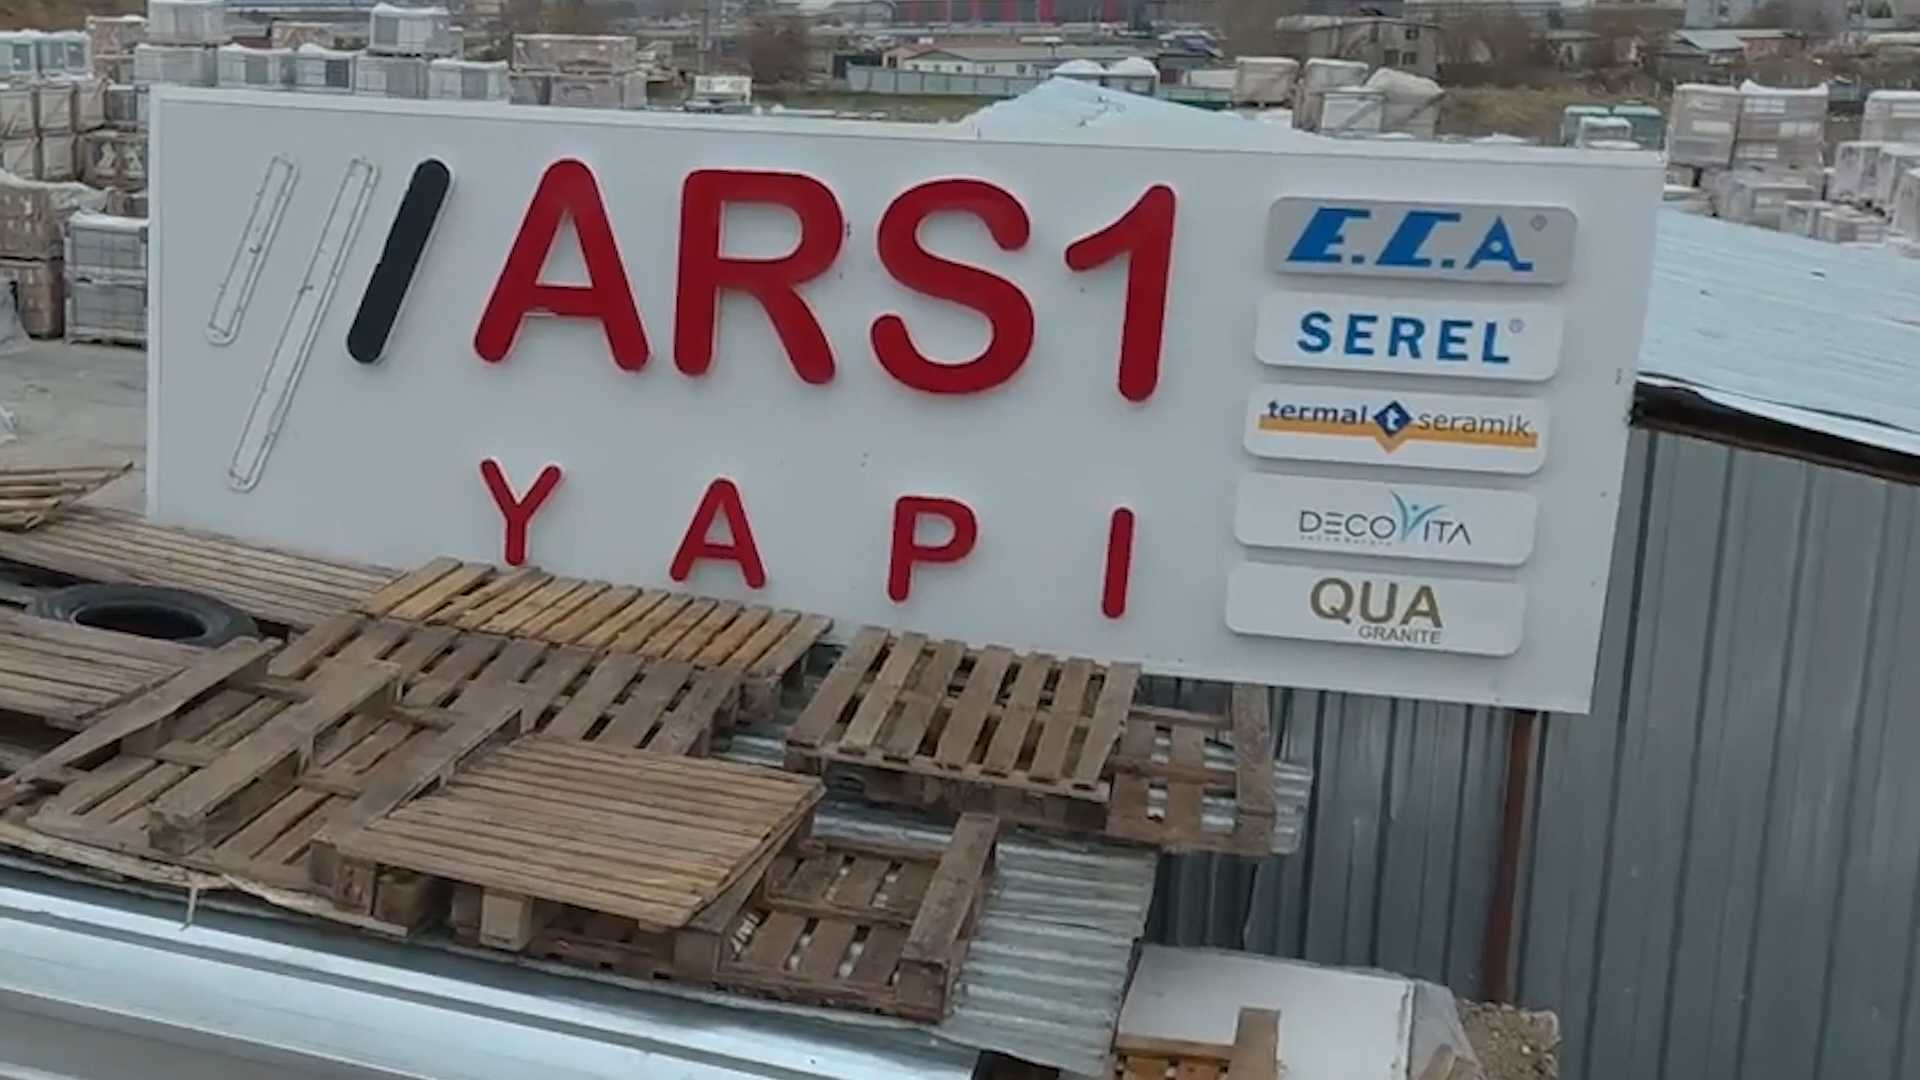 ARS1
YAPI
E.C.A®
SEREL®
termal t seramik
DECOVITA
QUA
GRANITE